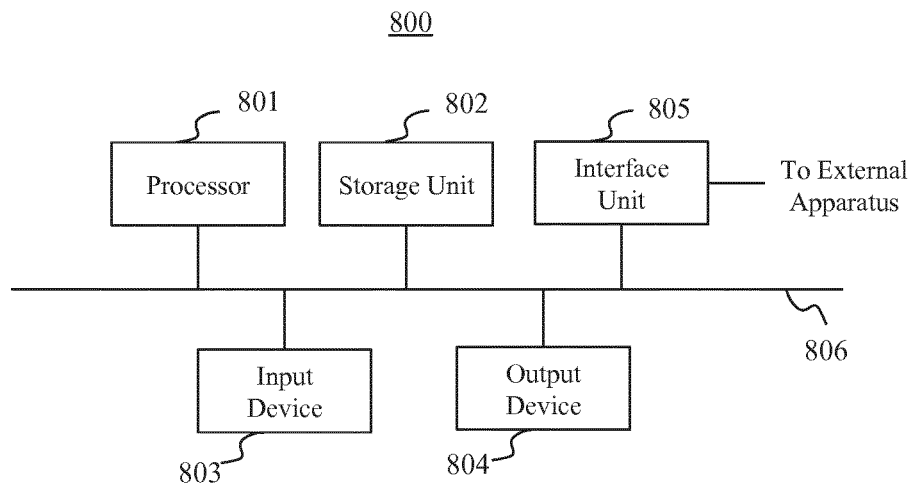 800
801
802
805
Processor
Storage Unit
Interface
Unit
To External
Apparatus
806
Input
Device
Output
Device
803
804